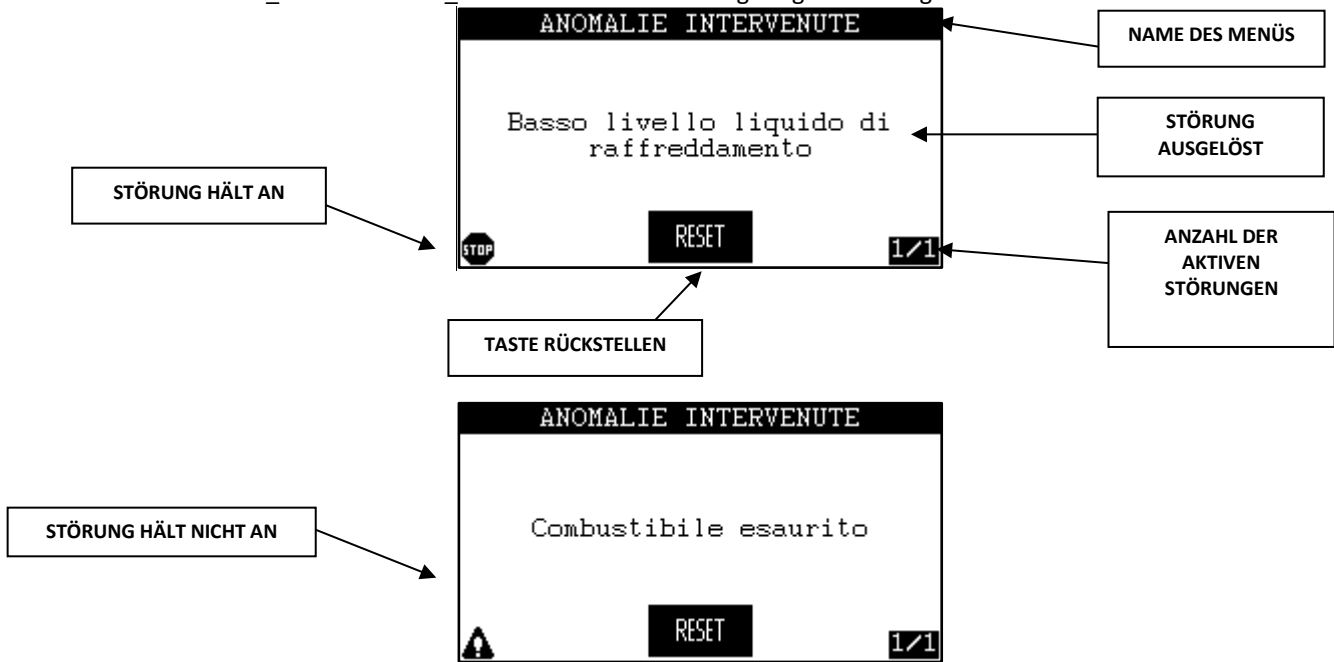 ANOMALIE INTERVENUTE
NAME DES MENÜS
Basso livello liquido di
raffreddamento
STÖRUNG
AUSGELÖST
STÖRUNG HÄLT AN
STOP
RESET
1/1
ANZAHL DER
AKTIVEN
STÖRUNGEN
TASTE RÜCKSTELLEN
ANOMALIE INTERVENUTE
Combustibile esaurito
STÖRUNG HÄLT NICHT AN
RESET
1/1